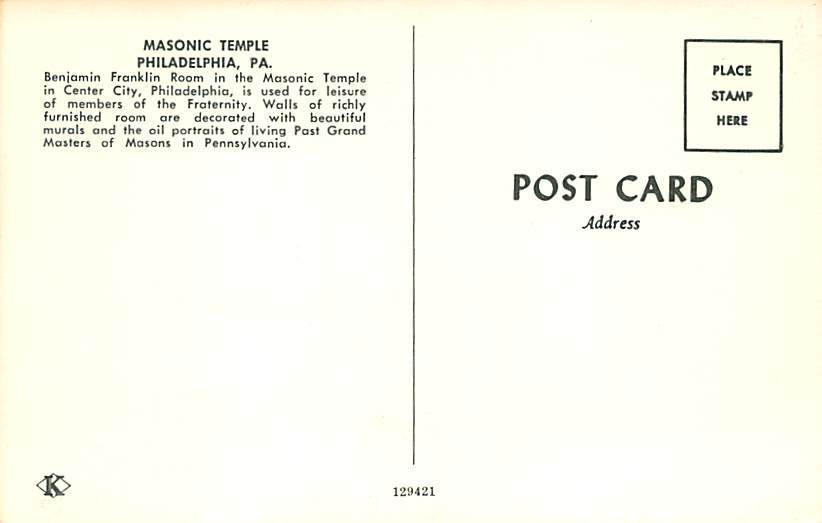 MASONIC TEMPLE
PHILADELPHIA, PA.
Benjamin Franklin Room in the Masonic Temple
in Center City, Philadelphia, is used for leisure
of members of the Fraternity. Walls of richly
furnished room are decorated with beautiful
murals and the oil portraits of living Past Grand
Masters of Masons in Pennsylvania.
PLACE
STAMP
HERE
POST CARD
Address
K
129421